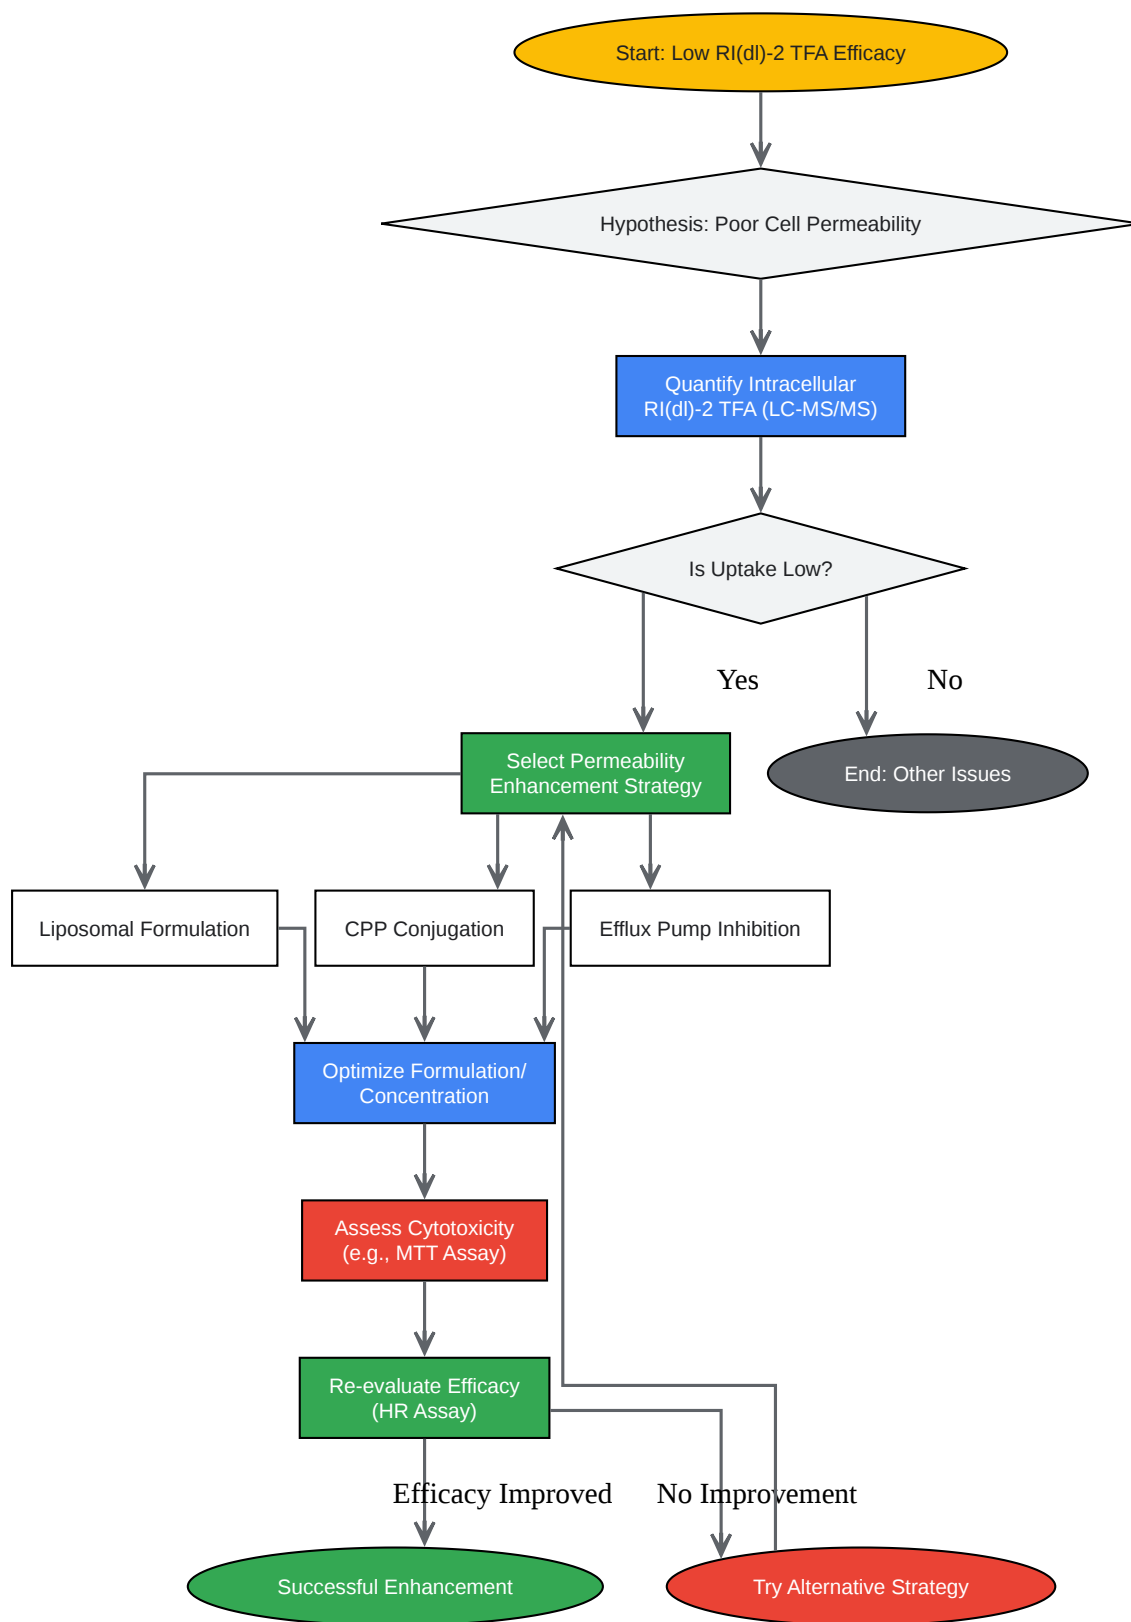 Start: Low RI(dl)-2 TFA Efficacy
Hypothesis: Poor Cell Permeability
Quantify Intracellular
RI(dl)-2 TFA (LC-MS/MS)
Is Uptake Low?
Yes
No
Select Permeability
Enhancement Strategy
End: Other Issues
Liposomal Formulation
CPP Conjugation
Efflux Pump Inhibition
Optimize Formulation/
Concentration
Assess Cytotoxicity
(e.g., MTT Assay)
Re-evaluate Efficacy
(HR Assay)
Efficacy Improved
No Improvement
Successful Enhancement
Try Alternative Strategy